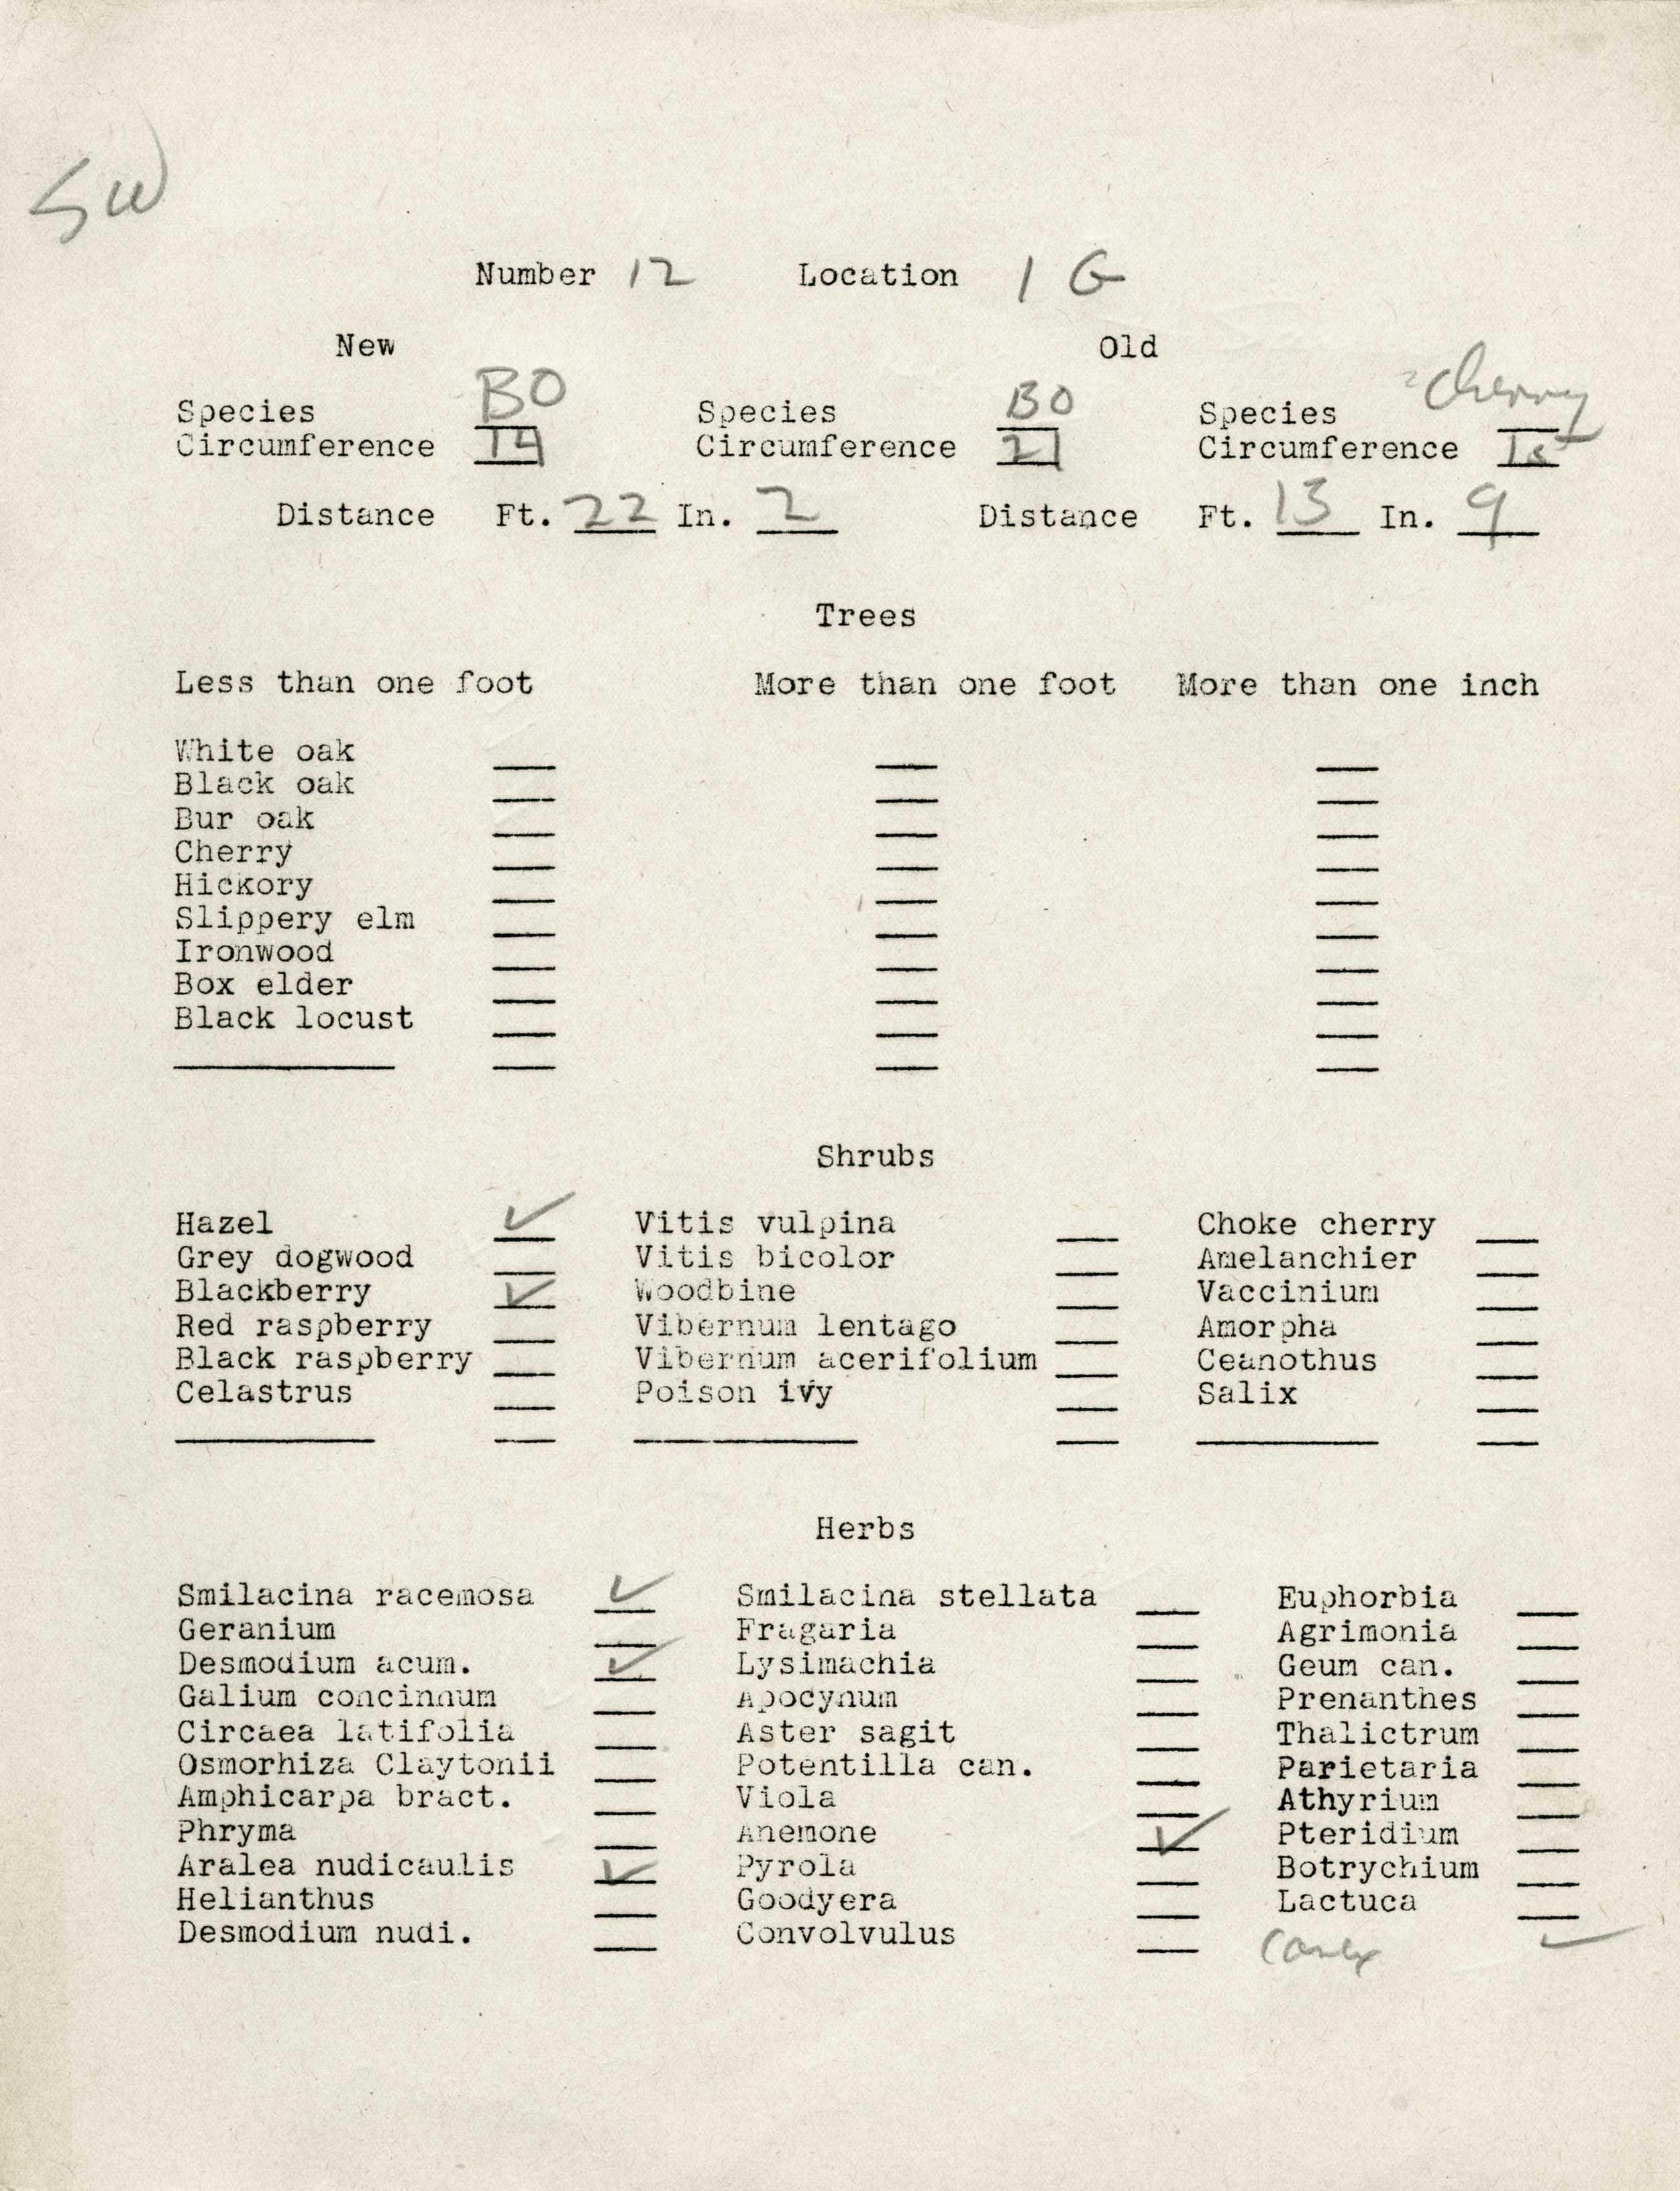 SW
Number 12 Location 1 G
New Old
Species BO Species BO Species cherry
Circumference 14 Circumference 21 Circumference
Distance Ft. 22 In. 2 Distance Ft. 13 In. 9
Trees
Less than one foot More than one foot More than one inch
White oak
Black oak
Bur oak
Cherry
Hickory
Slippery elm
Ironwood
Box elder
Black locust
Shrubs
Hazel ✓ Vitis vulpina Choke cherry
Grey dogwood Vitis bicolor Amelanchier
Blackberry ✓ Woodbine Vaccinium
Red raspberry Vibernum lentago Amorpha
Black raspberry Vibernum acerifolium Ceanothus
Celastrus Poison ivy Salix
Herbs
Smilacina racemosa ✓ Smilacina stellata Euphorbia
Geranium Fragaria Agrimonia
Desmodium acum. ✓ Lysimachia Geum can.
Galium concinnum Apocynum Prenanthes
Circaea latifolia Aster sagit Thalictrum
Osmorhiza Claytonii Potentilla can. Parietaria
Amphicarpa bract. Viola Athyrium
Phryma Anemone ✓ Pteridium
Aralea nudicaulis ✓ Pyrola Botrychium
Helianthus Goodyera Lactuca
Desmodium nudi. Convolvulus Carex ✓